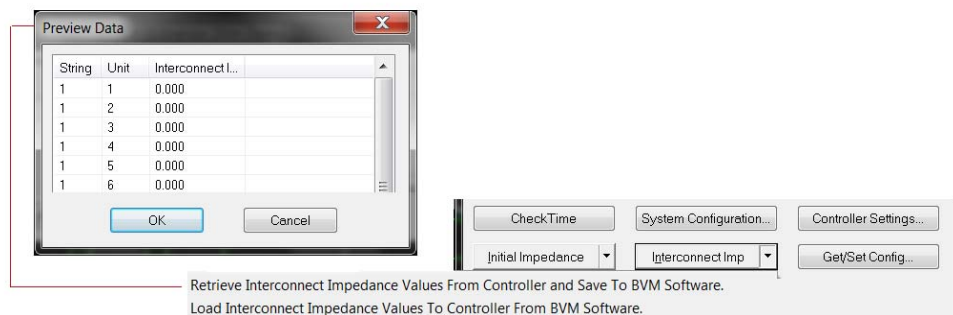 Preview Data
X
String Unit Interconnect I...
1 1 0.000
1 2 0.000
1 3 0.000
1 4 0.000
1 5 0.000
1 6 0.000
OK Cancel
CheckTime System Configuration... Controller Settings...
Initial Impedance Interconnect Imp Get/Set Config...
Retrieve Interconnect Impedance Values From Controller and Save To BVM Software.
Load Interconnect Impedance Values To Controller From BVM Software.